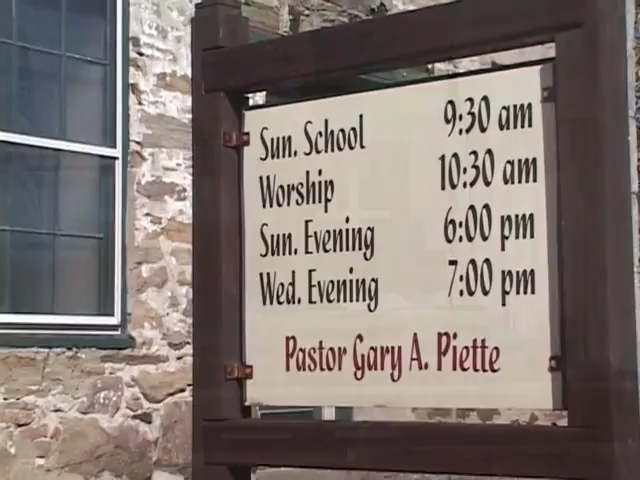 Sun. School 9:30 am
Worship 10:30 am
Sun. Evening 6:00 pm
Wed. Evening 7:00 pm
Pastor Gary A. Piette